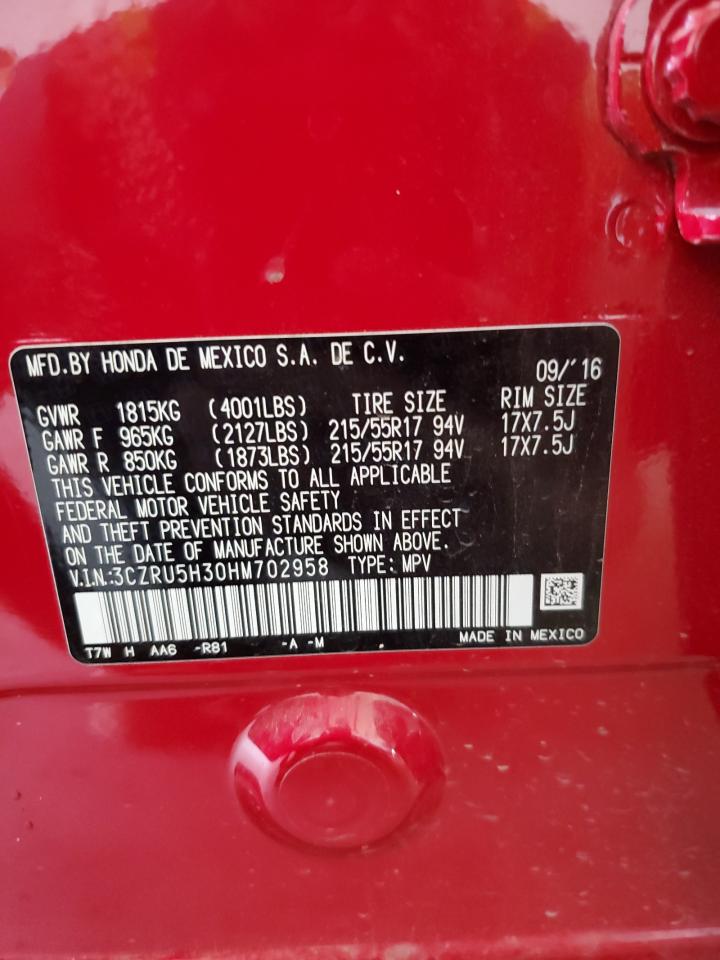 MFD.BY HONDA DE MEXICO S.A. DE C.V.
09/'16
GVWR 1815KG (4001LBS) TIRE SIZE RIM SIZE
GAWR F 965KG (2127LBS) 215/55R17 94V 17X7.5J
GAWR R 850KG (1873LBS) 215/55R17 94V 17X7.5J
THIS VEHICLE CONFORMS TO ALL APPLICABLE
FEDERAL MOTOR VEHICLE SAFETY
AND THEFT PREVENTION STANDARDS IN EFFECT
ON THE DATE OF MANUFACTURE SHOWN ABOVE.
V.I.N:3CZRU5H30HM702958 TYPE: MPV
T7W H AA6 -R81 -A -M MADE IN MEXICO